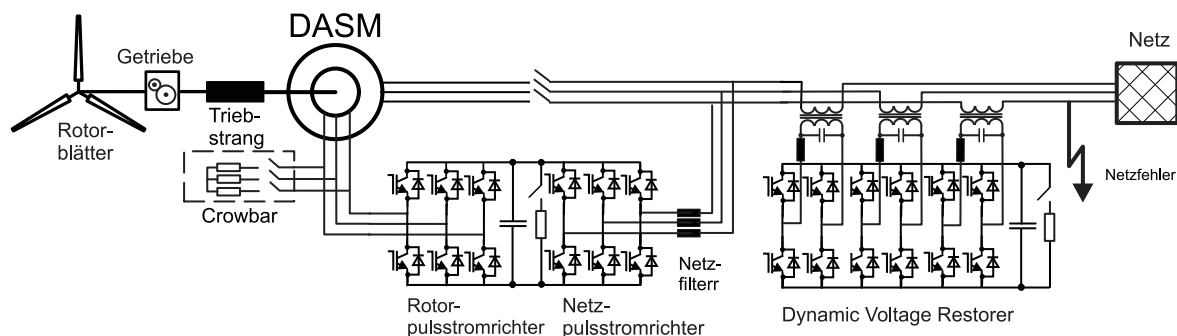 DASM
Netz
Getriebe
Trieb-
strang
Rotor-
blätter
Crowbar
Netzfehler
Netz-
filterr
Rotor-
pulsstromrichter
Netz-
pulsstromrichter
Dynamic Voltage Restorer